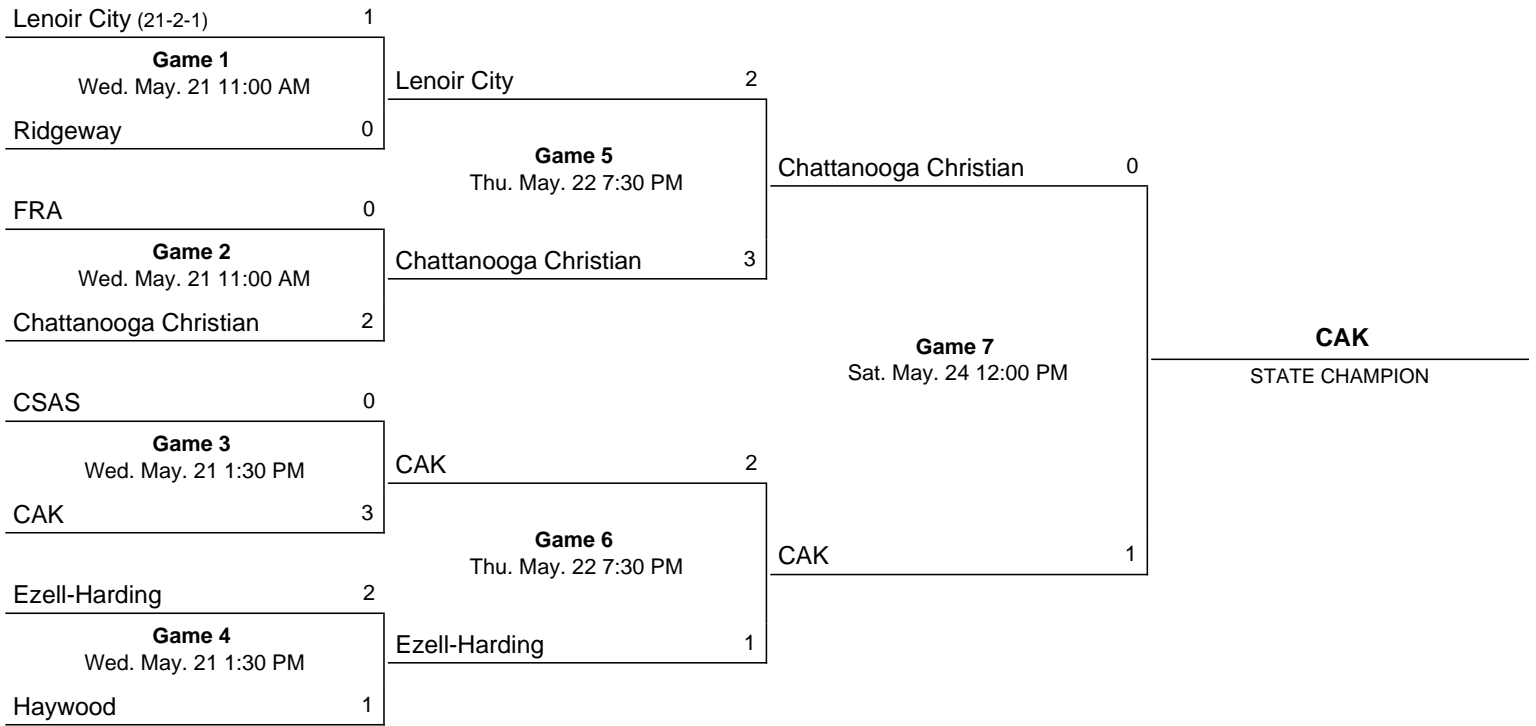 Lenoir City (21-2-1) 1
Game 1
Wed. May. 21 11:00 AM
Ridgeway 0
FRA 0
Game 2
Wed. May. 21 11:00 AM
Chattanooga Christian 2
CSAS 0
Game 3
Wed. May. 21 1:30 PM
CAK 3
Ezell-Harding 2
Game 4
Wed. May. 21 1:30 PM
Haywood 1
Lenoir City 2
Game 5
Thu. May. 22 7:30 PM
Chattanooga Christian 3
CAK 2
Game 6
Thu. May. 22 7:30 PM
Ezell-Harding 1
Chattanooga Christian 0
Game 7
Sat. May. 24 12:00 PM
CAK 1
CAK
STATE CHAMPION